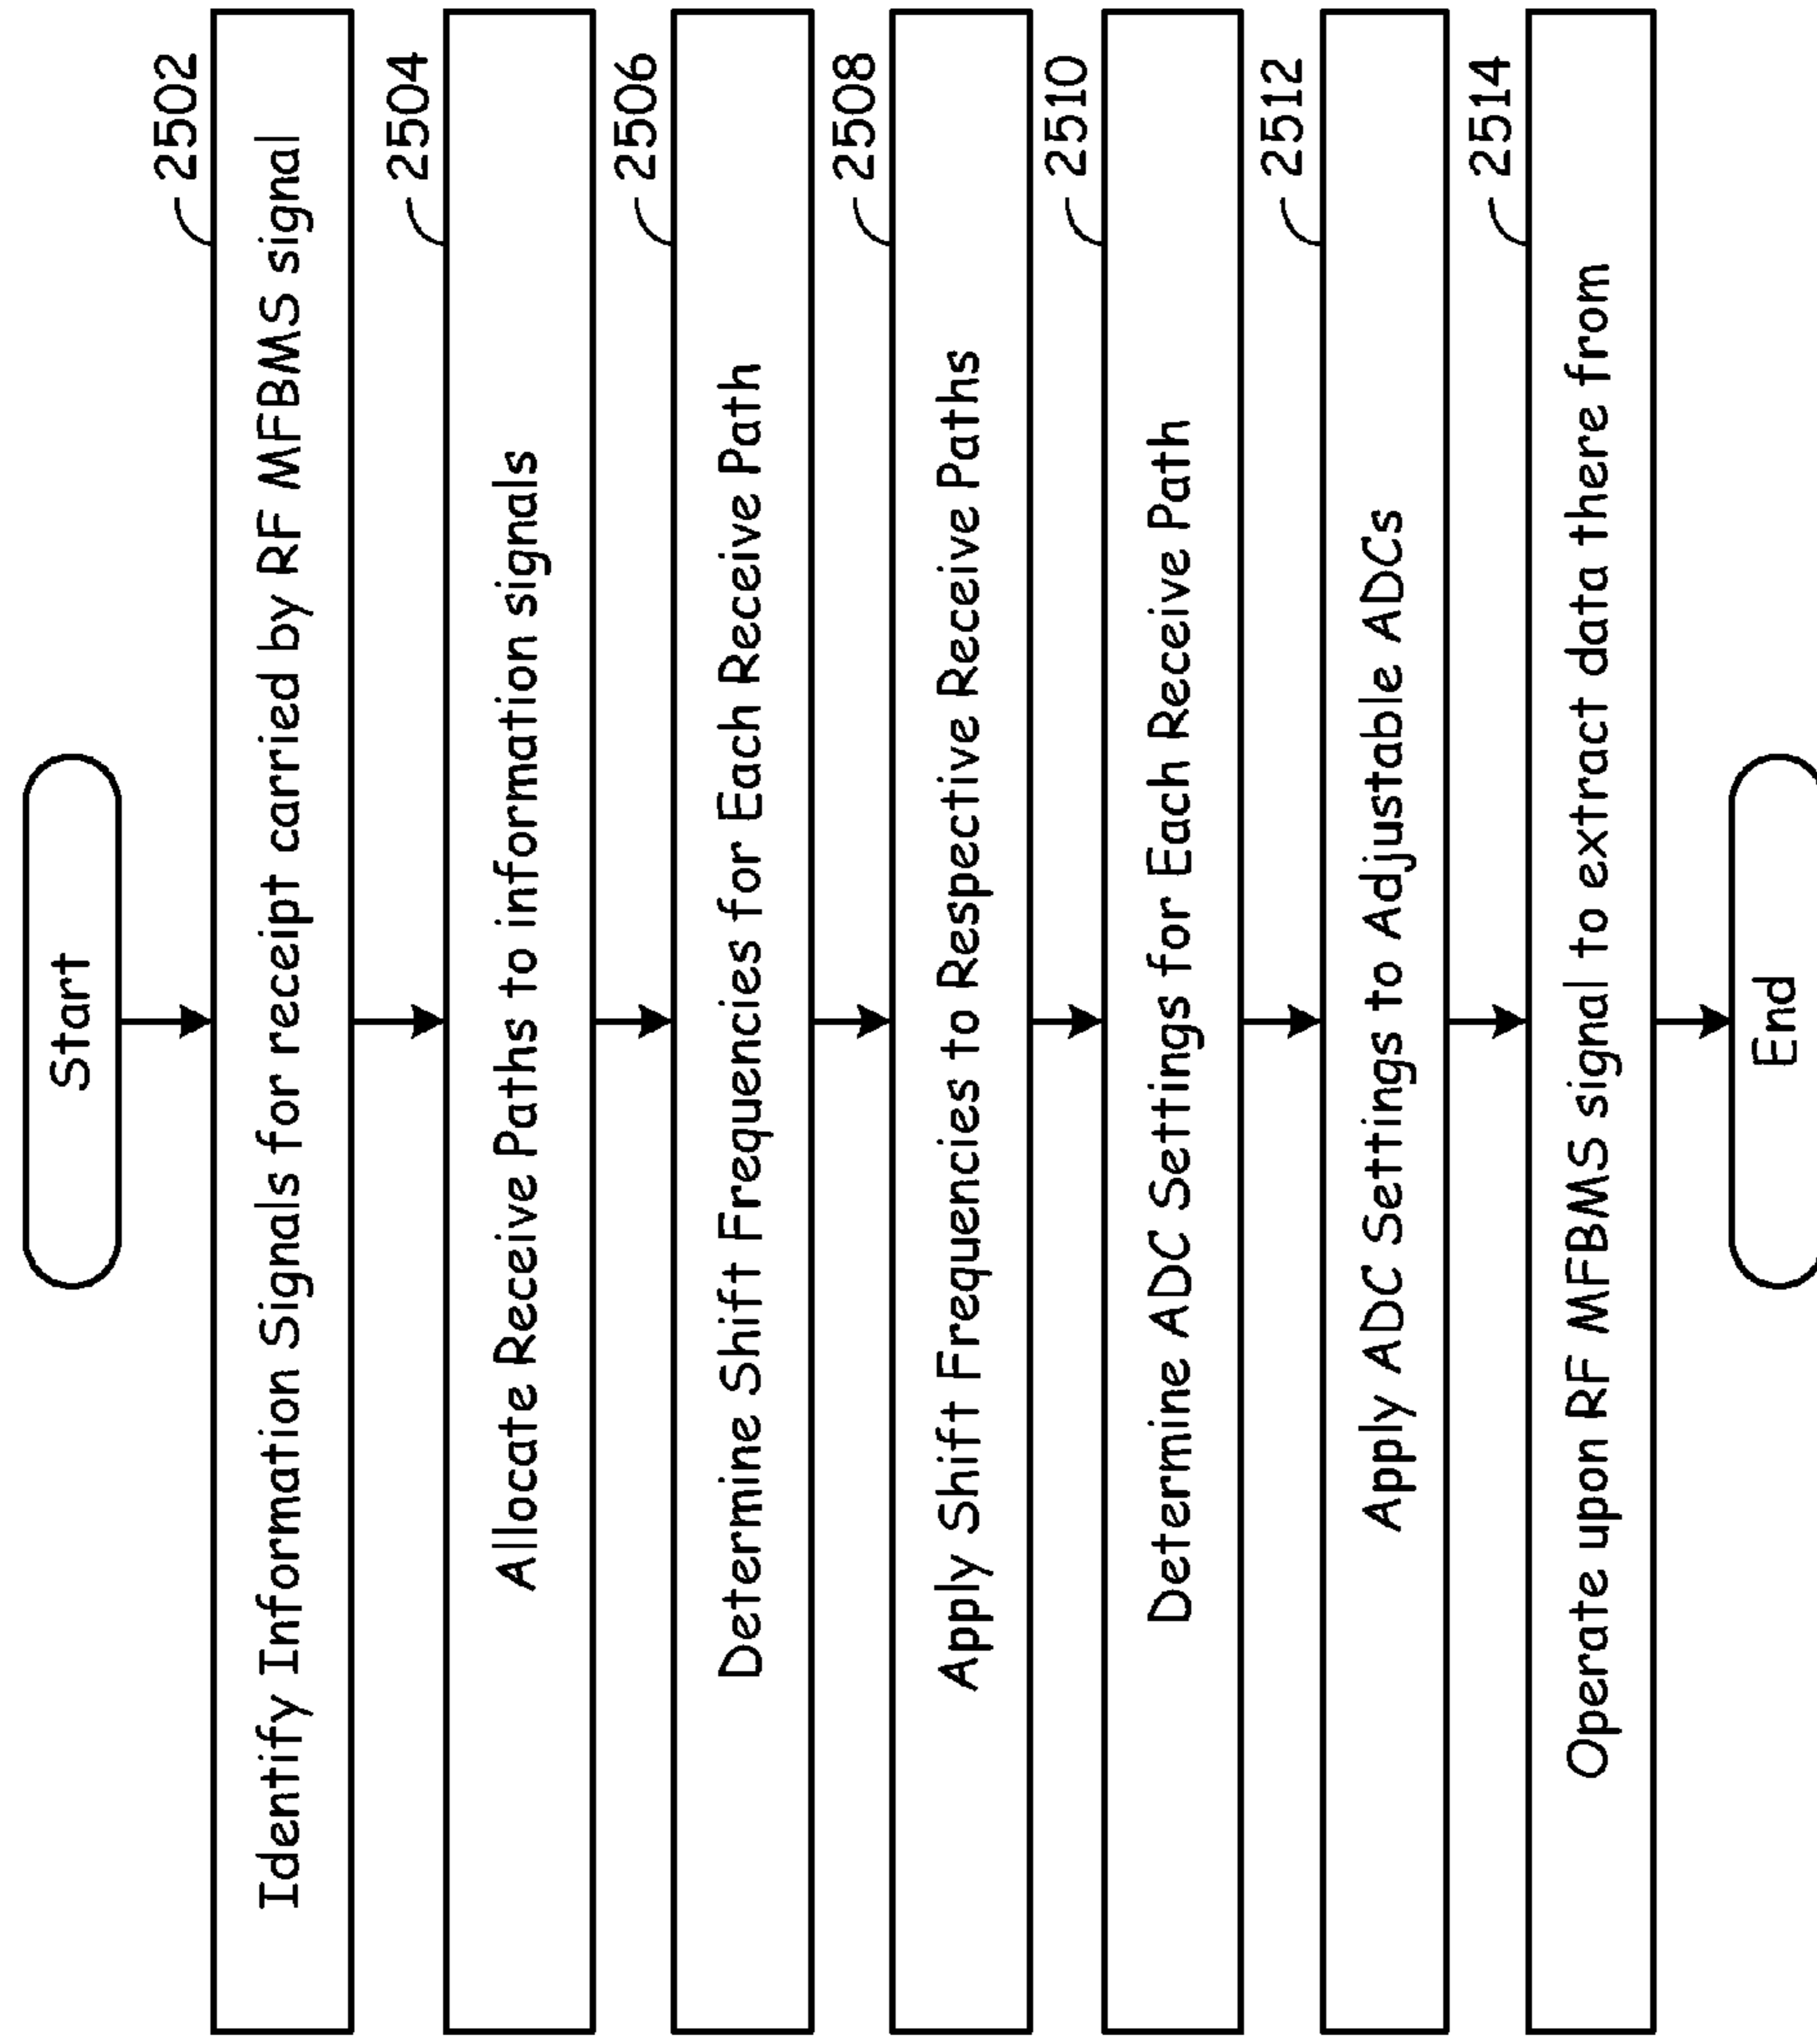 Start
2502
Identify Information Signals for receipt carried by RF MFBMS signal
2504
Allocate Receive Paths to information signals
2506
Determine Shift Frequencies for Each Receive Path
2508
Apply Shift Frequencies to Respective Receive Paths
2510
Determine ADC Settings for Each Receive Path
2512
Apply ADC Settings to Adjustable ADCs
2514
Operate upon RF MFBMS signal to extract data there from
End